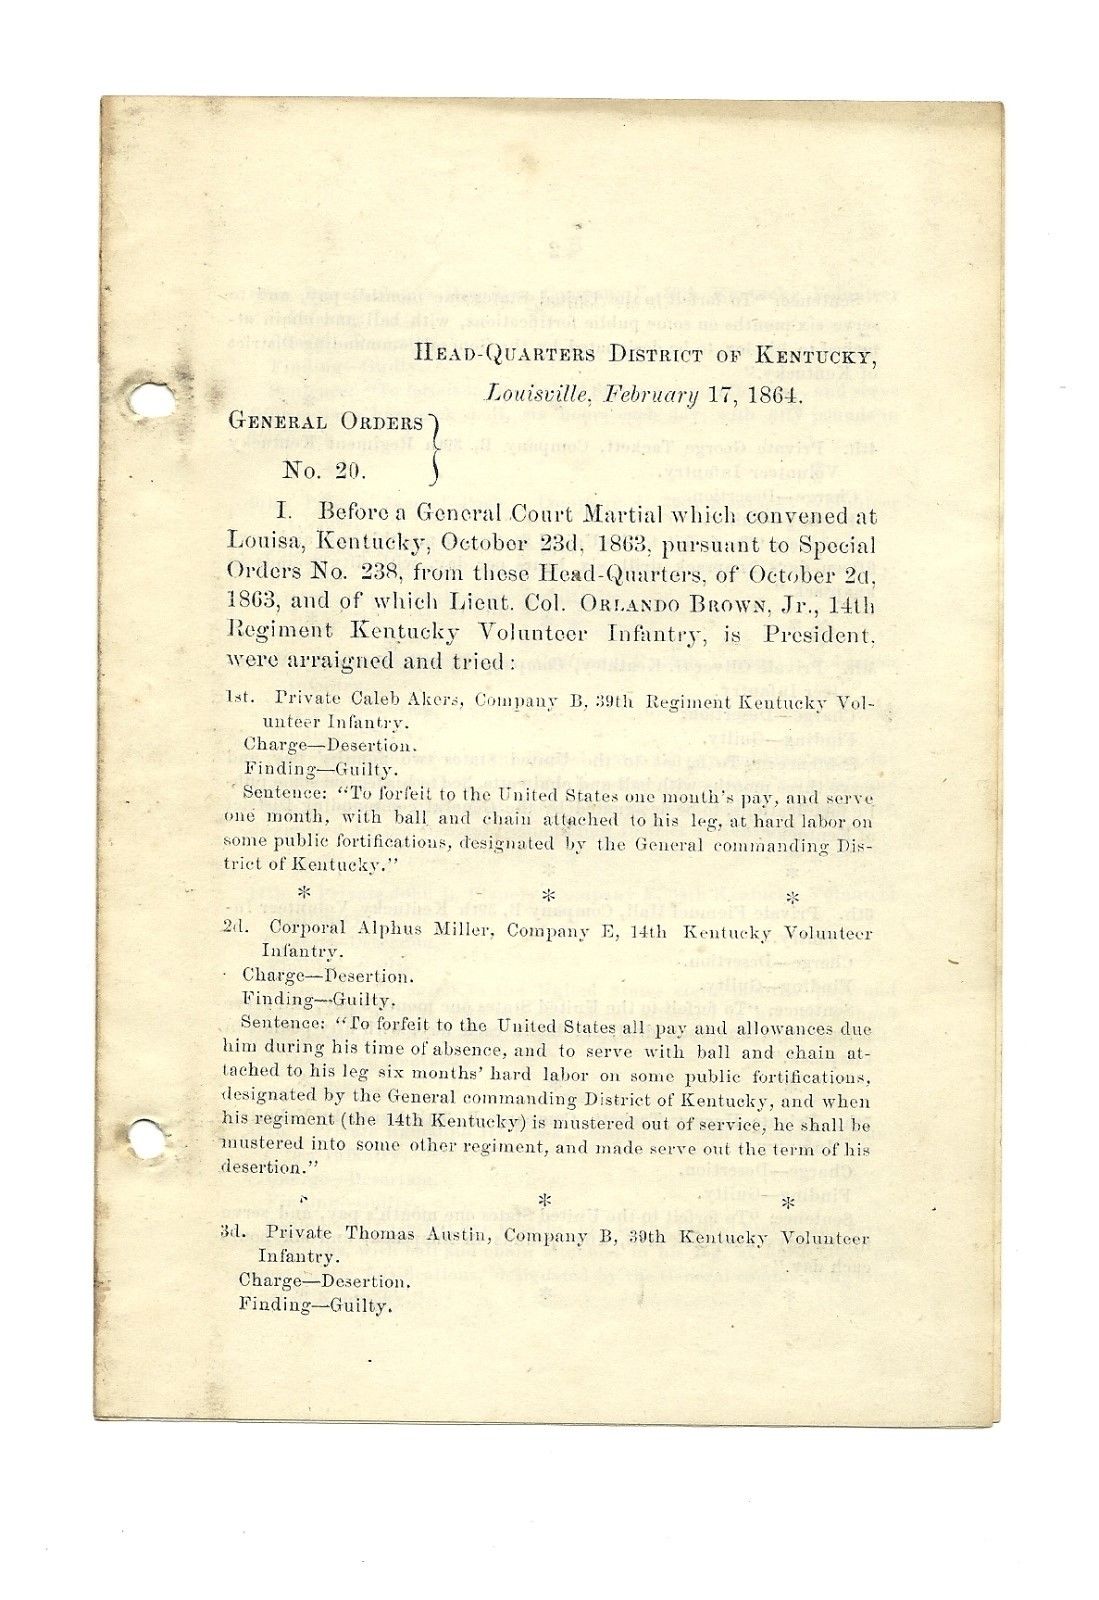 HEAD-QUARTERS DISTRICT OF KENTUCKY,
Louisville, February 17, 1864.
GENERAL ORDERS }
No. 20.
I. Before a General Court Martial which convened at
Louisa, Kentucky, October 23d, 1863, pursuant to Special
Orders No. 238, from these Head-Quarters, of October 2d,
1863, and of which Lieut. Col. ORLANDO BROWN, Jr., 14th
Regiment Kentucky Volunteer Infantry, is President,
were arraigned and tried:
1st. Private Caleb Akers, Company B, 39th Regiment Kentucky Vol-
unteer Infantry.
Charge—Desertion.
Finding—Guilty.
Sentence: "To forfeit to the United States one month's pay, and serve
one month, with ball and chain attached to his leg, at hard labor on
some public fortifications, designated by the General commanding Dis-
trict of Kentucky."
* * *
2d. Corporal Alphus Miller, Company E, 14th Kentucky Volunteer
Infantry.
Charge—Desertion.
Finding—Guilty.
Sentence: "To forfeit to the United States all pay and allowances due
him during his time of absence, and to serve with ball and chain at-
tached to his leg six months' hard labor on some public fortifications,
designated by the General commanding District of Kentucky, and when
his regiment (the 14th Kentucky) is mustered out of service, he shall be
mustered into some other regiment, and made serve out the term of his
desertion."
* * *
3d. Private Thomas Austin, Company B, 39th Kentucky Volunteer
Infantry.
Charge—Desertion.
Finding—Guilty.